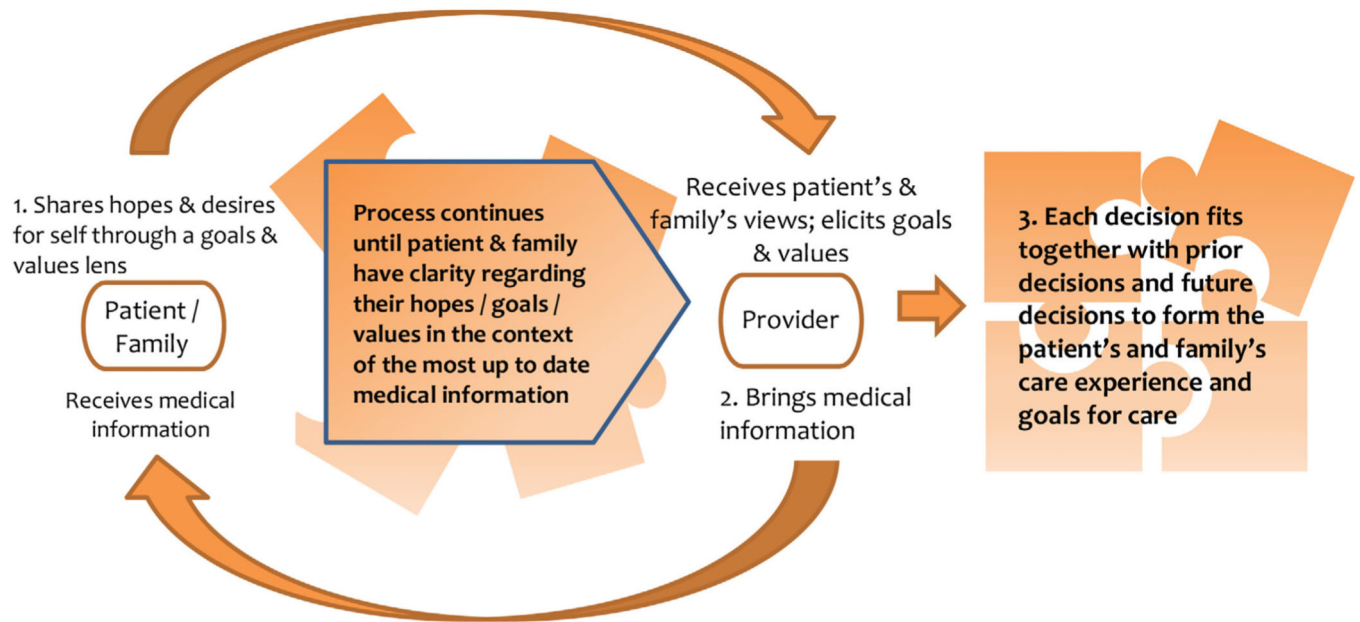 1. Shares hopes & desires
for self through a goals &
values lens
Patient /
Family
Receives medical
information
Process continues
until patient & family
have clarity regarding
their hopes / goals /
values in the context
of the most up to date
medical information
Receives patient’s &
family’s views; elicits goals
& values
Provider
2. Brings medical
information
3. Each decision fits
together with prior
decisions and future
decisions to form the
patient’s and family’s
care experience and
goals for care